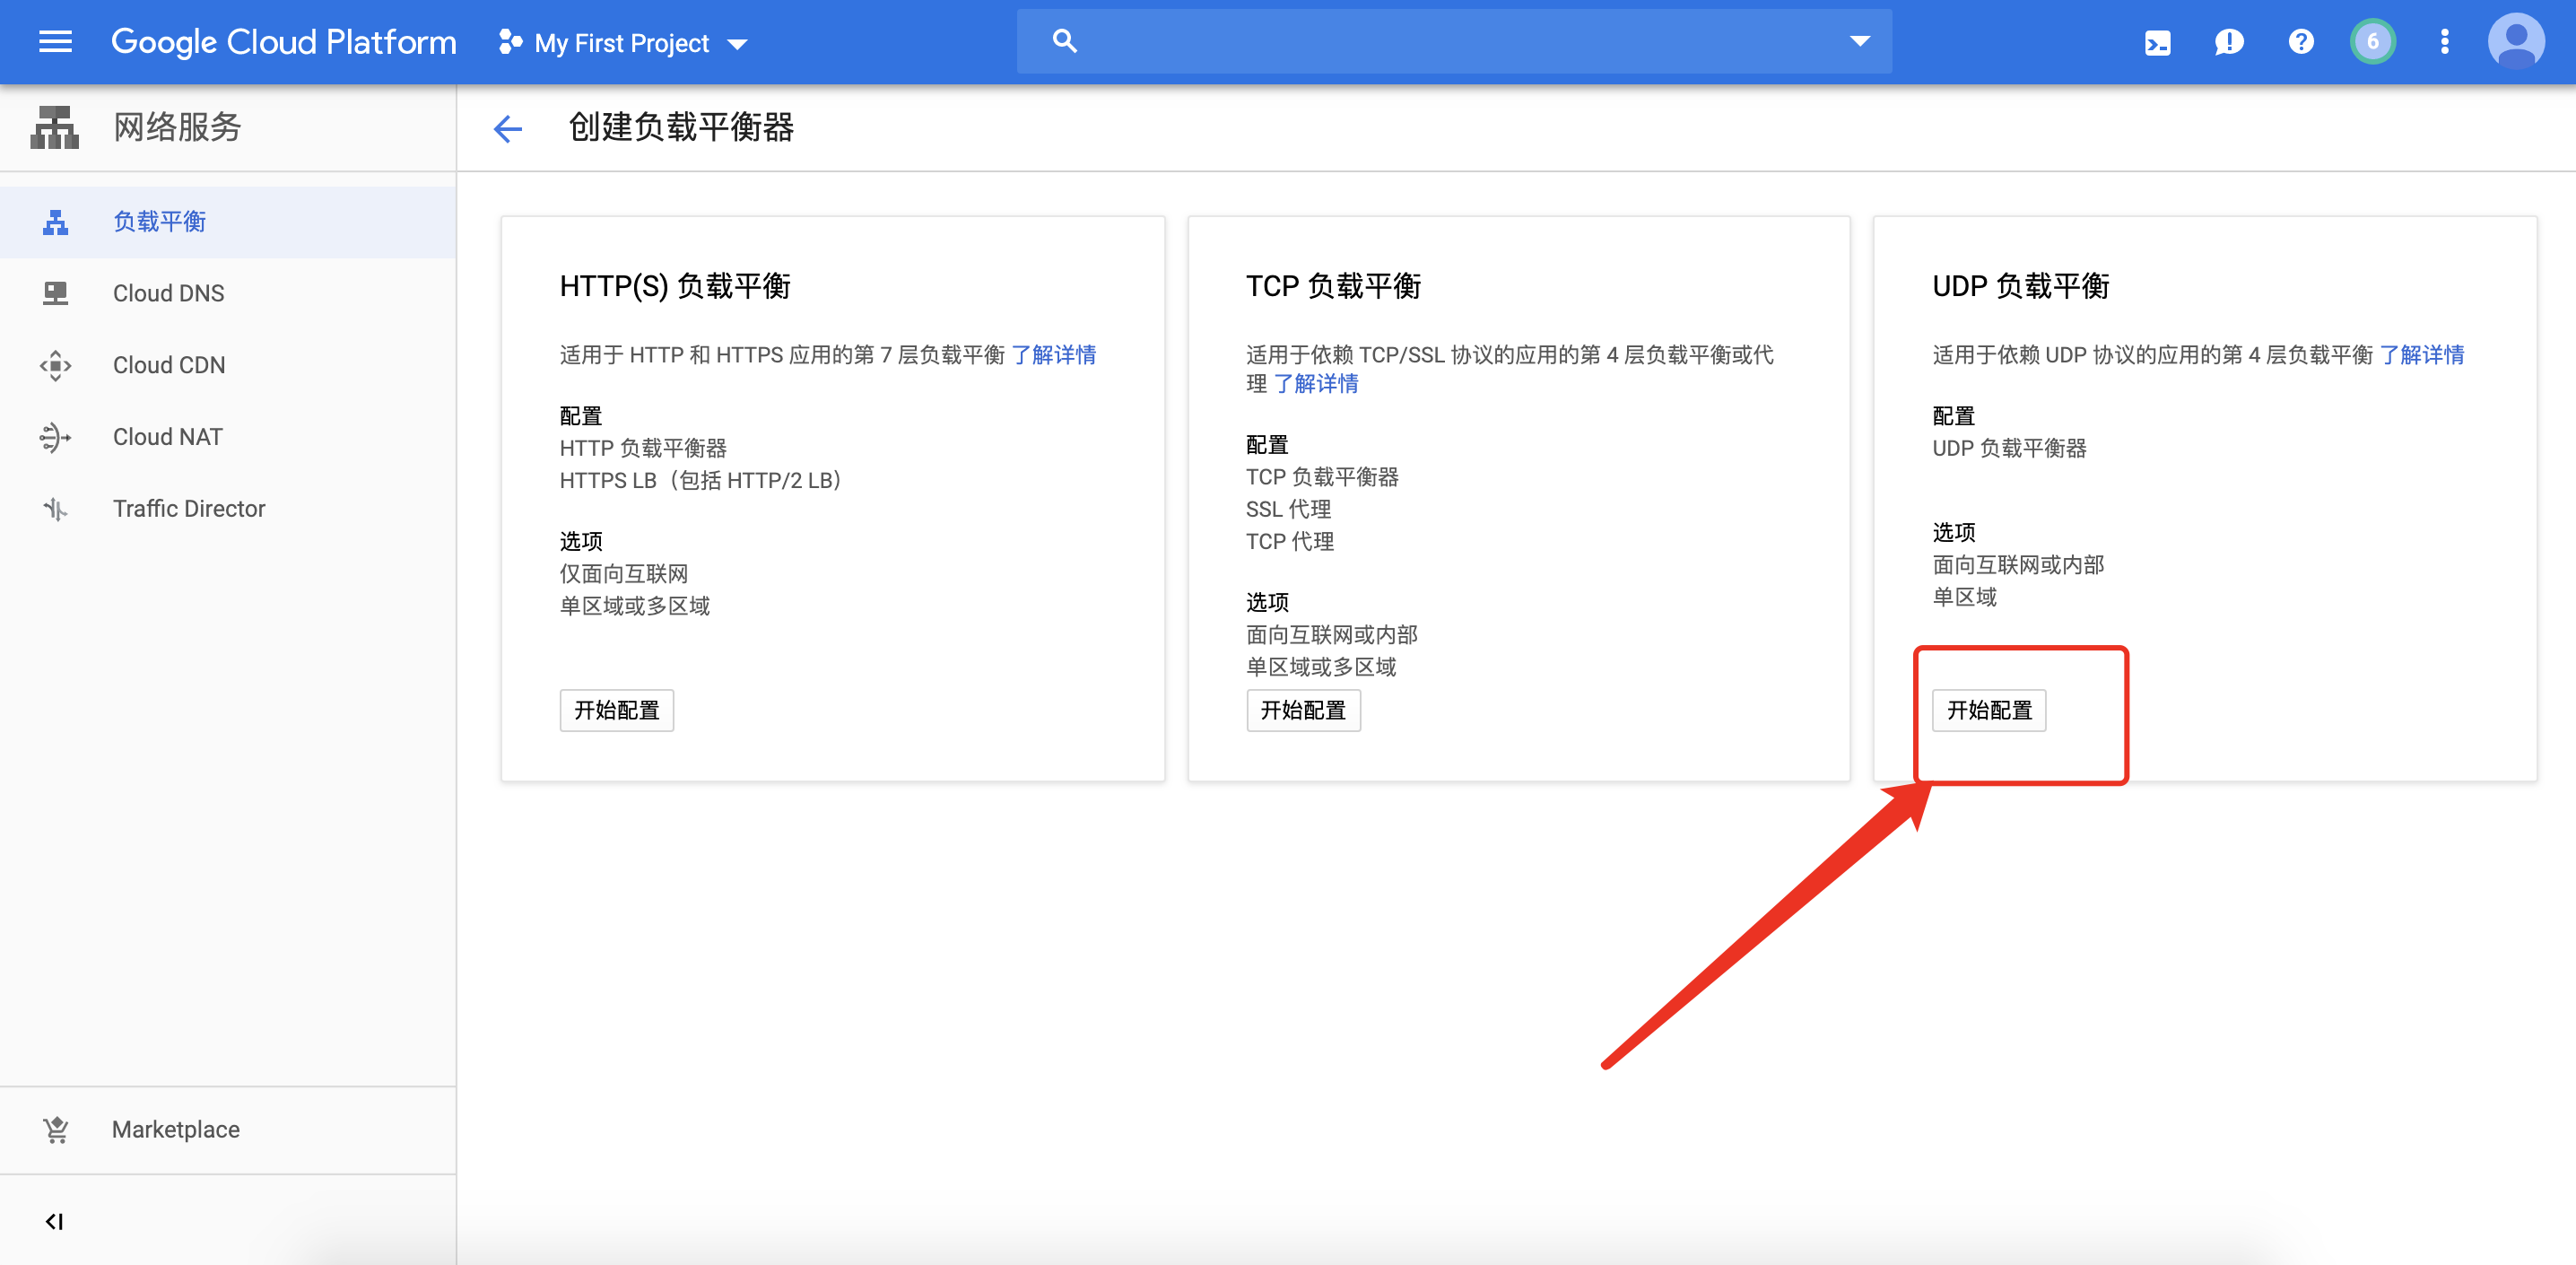 Google Cloud Platform
My First Project
6
网络服务
创建负载平衡器
负载平衡
Cloud DNS
Cloud CDN
Cloud NAT
Traffic Director
Marketplace
HTTP(S) 负载平衡
适用于 HTTP 和 HTTPS 应用的第 7 层负载平衡 了解详情
配置
HTTP 负载平衡器
HTTPS LB（包括 HTTP/2 LB）
选项
仅面向互联网
单区域或多区域
开始配置
TCP 负载平衡
适用于依赖 TCP/SSL 协议的应用的第 4 层负载平衡或代
理 了解详情
配置
TCP 负载平衡器
SSL 代理
TCP 代理
选项
面向互联网或内部
单区域或多区域
开始配置
UDP 负载平衡
适用于依赖 UDP 协议的应用的第 4 层负载平衡 了解详情
配置
UDP 负载平衡器
选项
面向互联网或内部
单区域
开始配置